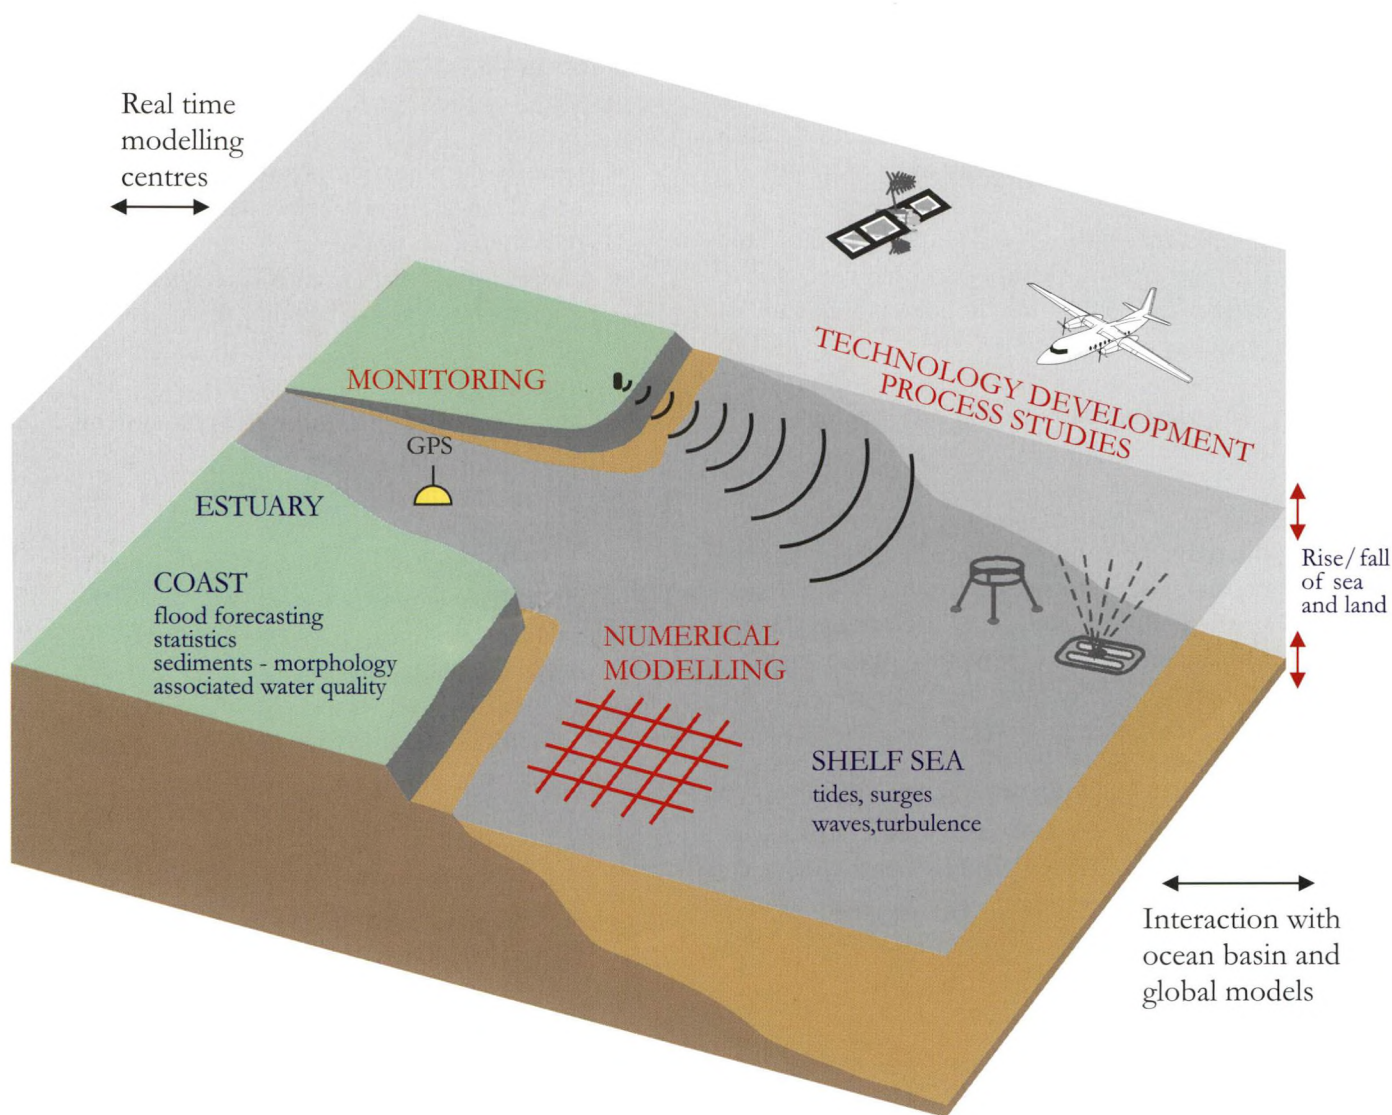 Real time
modelling
centres
TECHNOLOGY DEVELOPMENT
PROCESS STUDIES
MONITORING
GPS
ESTUARY
COAST
flood forecasting
statistics
sediments - morphology
associated water quality
Rise/fall
of sea
and land
NUMERICAL
MODELLING
SHELF SEA
tides, surges
waves,turbulence
Interaction with
ocean basin and
global models